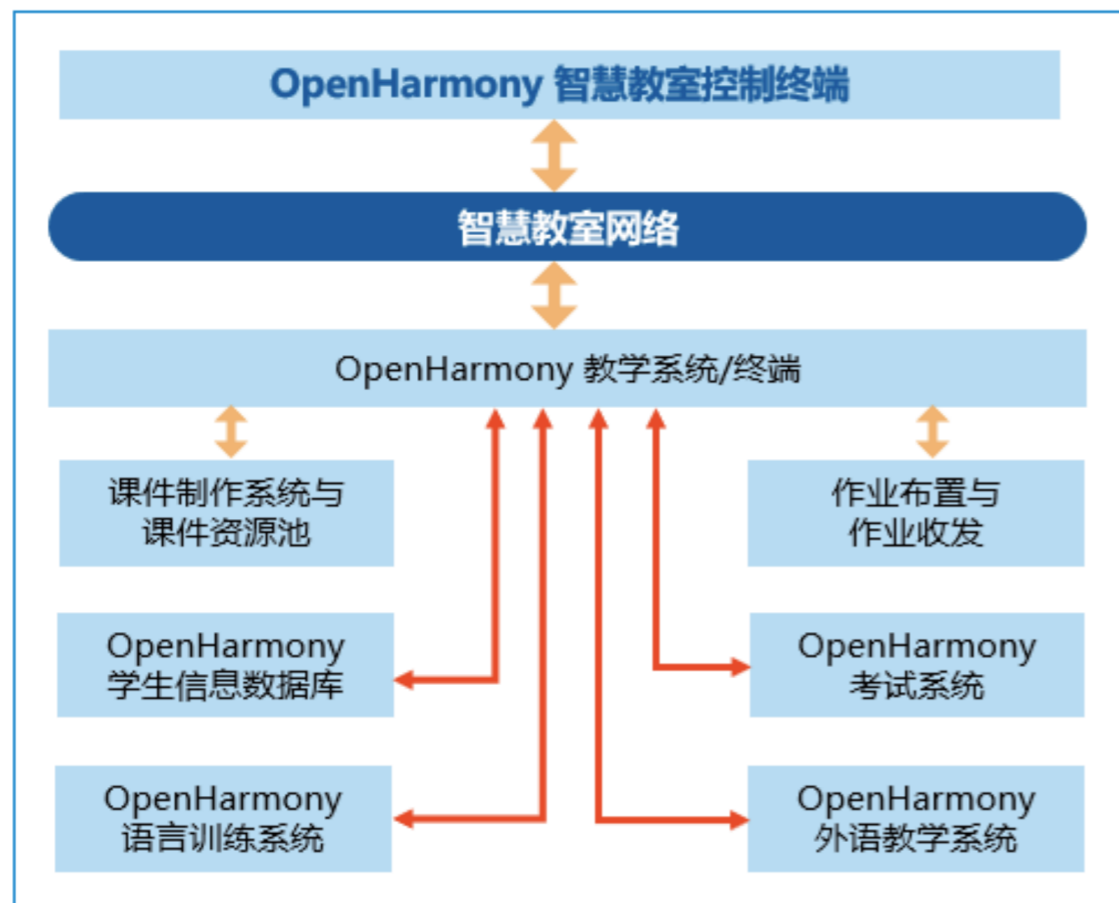 OpenHarmony 智慧教室控制终端
智慧教室网络
OpenHarmony 教学系统/终端
课件制作系统与
课件资源池
作业布置与
作业收发
OpenHarmony
学生信息数据库
OpenHarmony
考试系统
OpenHarmony
语言训练系统
OpenHarmony
外语教学系统